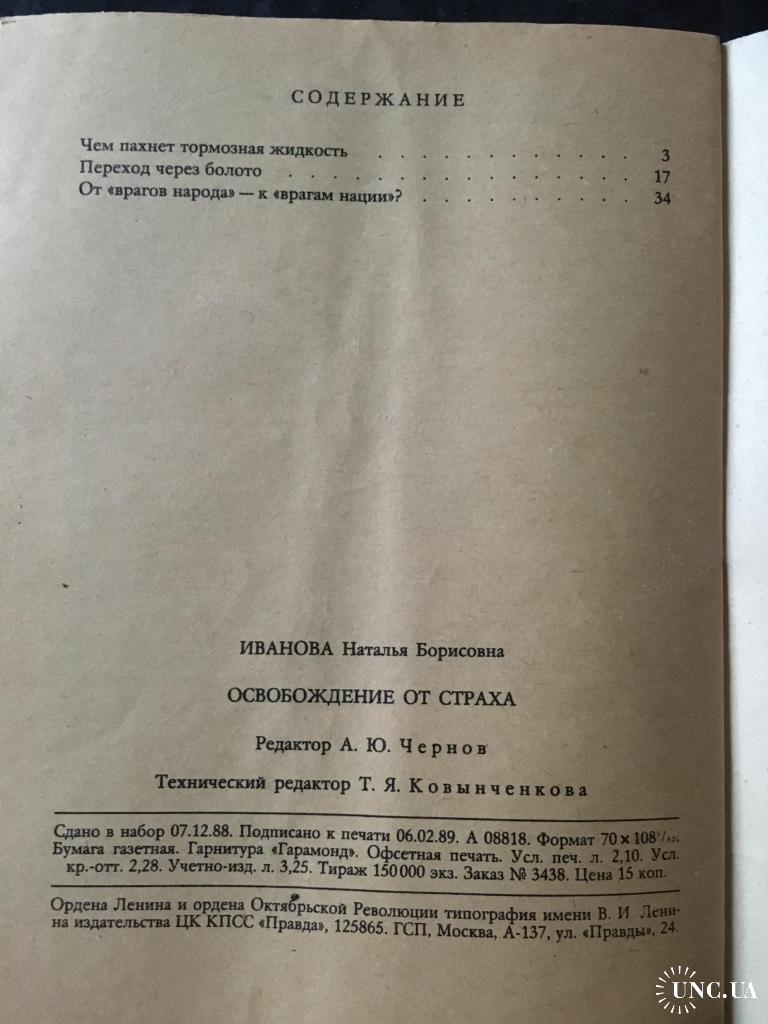 СОДЕРЖАНИЕ
Чем пахнет тормозная жидкость . . . . . . . . . . . . 3
Переход через болото . . . . . . . . . . . . . . . . 17
От «врагов народа» — к «врагам нации»? . . . . . . . . . . 34
ИВАНОВА Наталья Борисовна
ОСВОБОЖДЕНИЕ ОТ СТРАХА
Редактор А. Ю. Чернов
Технический редактор Т. Я. Ковынченкова
Сдано в набор 07.12.88. Подписано к печати 06.02.89. А 08818. Формат 70×108¹/₃₂.
Бумага газетная. Гарнитура «Гарамонд». Офсетная печать. Усл. печ. л. 2,10. Усл.
кр.-отт. 2,28. Учетно-изд. л. 3,25. Тираж 150 000 экз. Заказ № 3438. Цена 15 коп.
Ордена Ленина и ордена Октябрьской Революции типография имени В. И. Лени-
на издательства ЦК КПСС «Правда», 125865. ГСП, Москва, А-137, ул. «Правды», 24.
UNC.UA